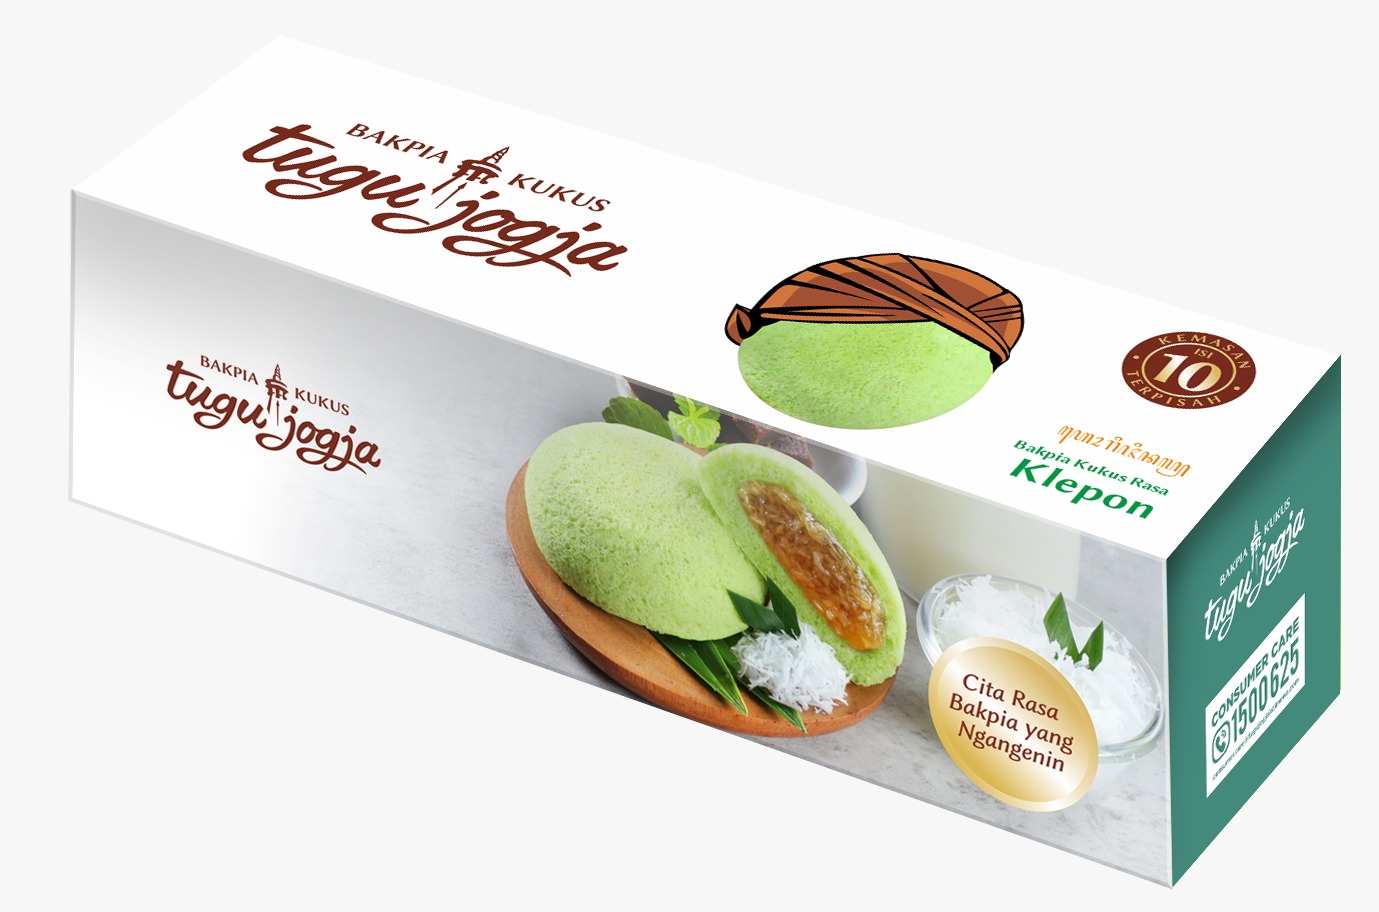 BAKPIA KUKUS
tugu jogja
KEMASAN
ISI
10
TERPISAH
Bakpia Kukus Rasa
Klepon
BAKPIA KUKUS
tugu jogja
Cita Rasa
Bakpia yang
Ngangenin
BAKPIA KUKUS
tugu jogja
CONSUMER CARE
1500625